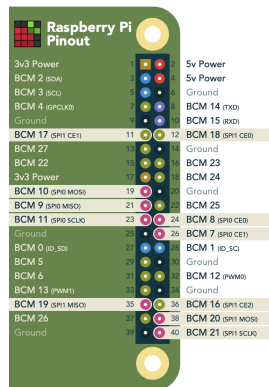 Raspberry Pi
Pinout
3v3 Power 1 2 5v Power
BCM 2 (SDA) 3 4 5v Power
BCM 3 (SCL) 5 6 Ground
BCM 4 (GPCLK0) 7 8 BCM 14 (TXD)
Ground 9 10 BCM 15 (RXD)
BCM 17 (SPI1 CE1) 11 12 BCM 18 (SPI1 CE0)
BCM 27 13 14 Ground
BCM 22 15 16 BCM 23
3v3 Power 17 18 BCM 24
BCM 10 (SPI0 MOSI) 19 20 Ground
BCM 9 (SPI0 MISO) 21 22 BCM 25
BCM 11 (SPI0 SCLK) 23 24 BCM 8 (SPI0 CE0)
Ground 25 26 BCM 7 (SPI0 CE1)
BCM 0 (ID_SD) 27 28 BCM 1 (ID_SC)
BCM 5 29 30 Ground
BCM 6 31 32 BCM 12 (PWM0)
BCM 13 (PWM1) 33 34 Ground
BCM 19 (SPI1 MISO) 35 36 BCM 16 (SPI1 CE2)
BCM 26 37 38 BCM 20 (SPI1 MOSI)
Ground 39 40 BCM 21 (SPI1 SCLK)